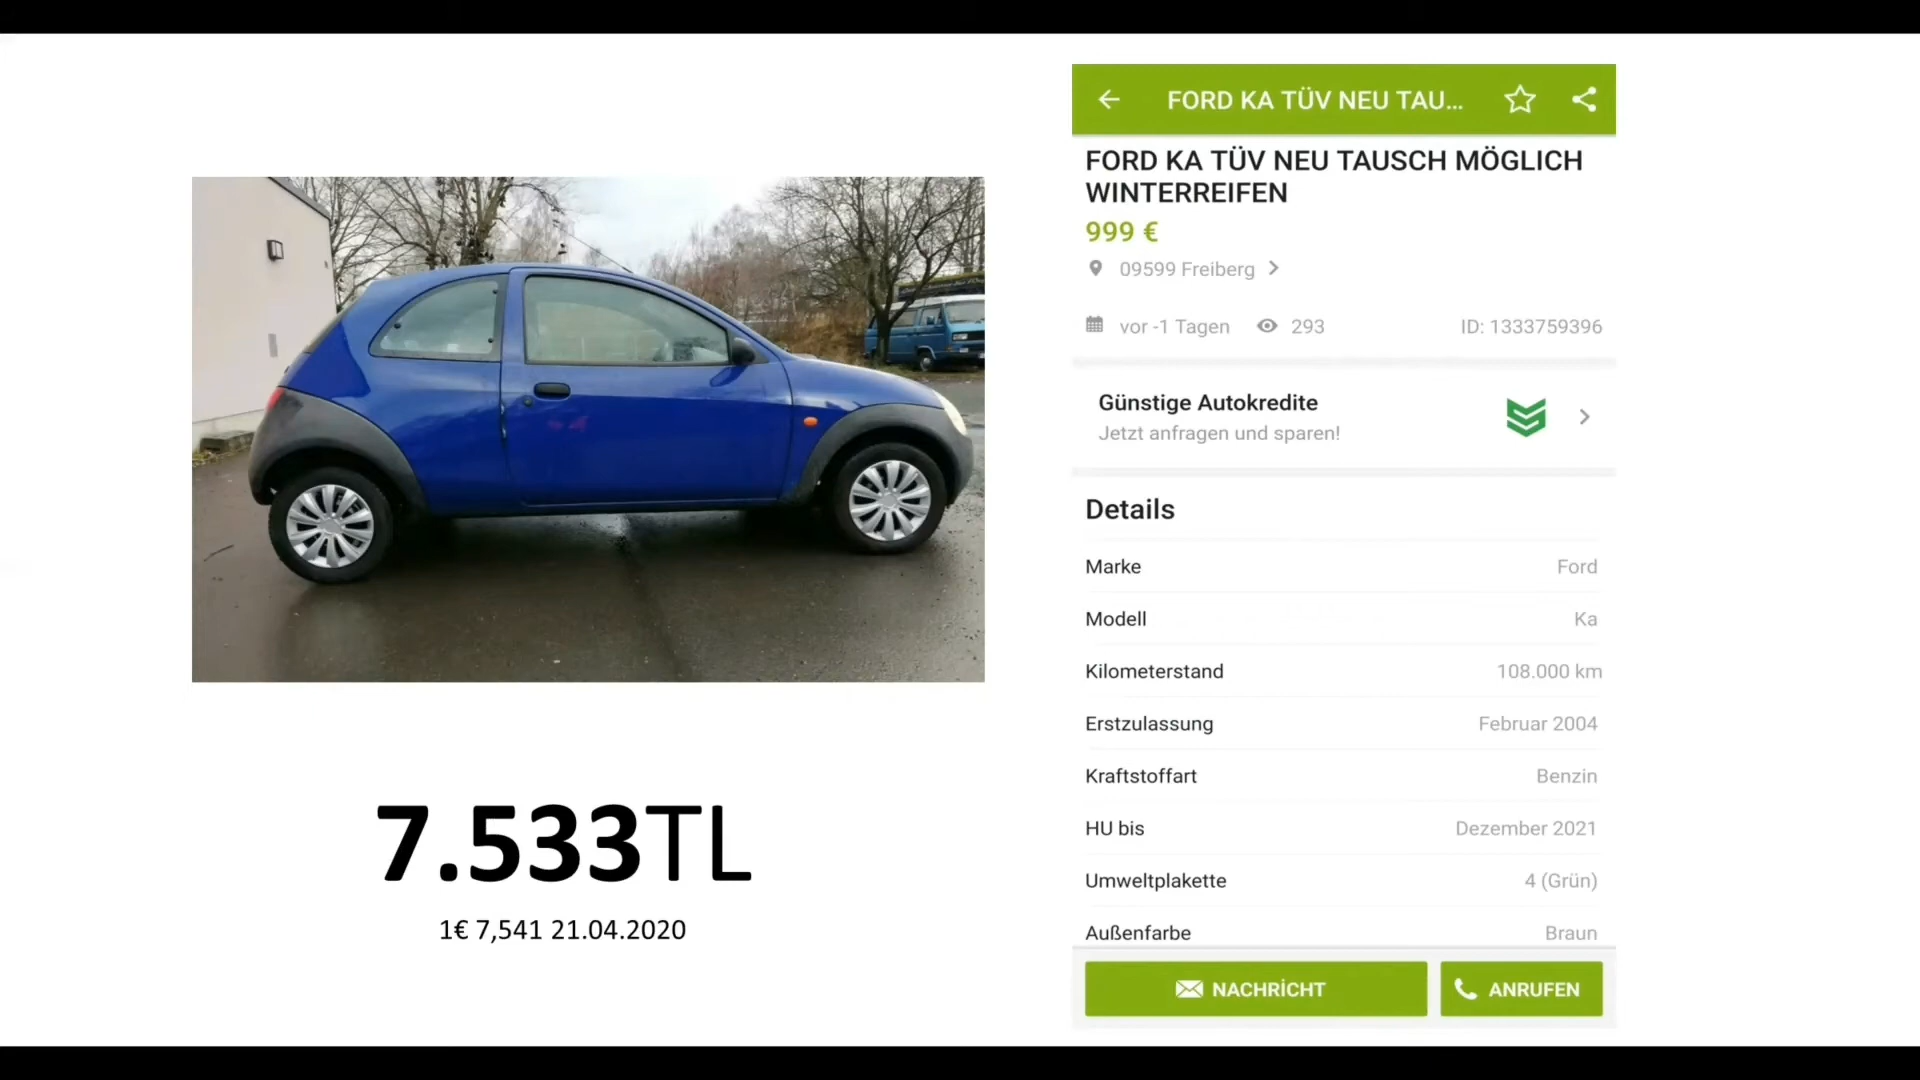 FORD KA TÜV NEU TAU...
FORD KA TÜV NEU TAUSCH MÖGLICH
WINTERREIFEN
999 €
09599 Freiberg
vor -1 Tagen 293 ID: 1333759396
Günstige Autokredite
Jetzt anfragen und sparen!
Details
Marke Ford
Modell Ka
Kilometerstand 108.000 km
Erstzulassung Februar 2004
Kraftstoffart Benzin
HU bis Dezember 2021
Umweltplakette 4 (Grün)
Außenfarbe Braun
NACHRİCHT ANRUFEN
7.533TL
1€ 7,541 21.04.2020